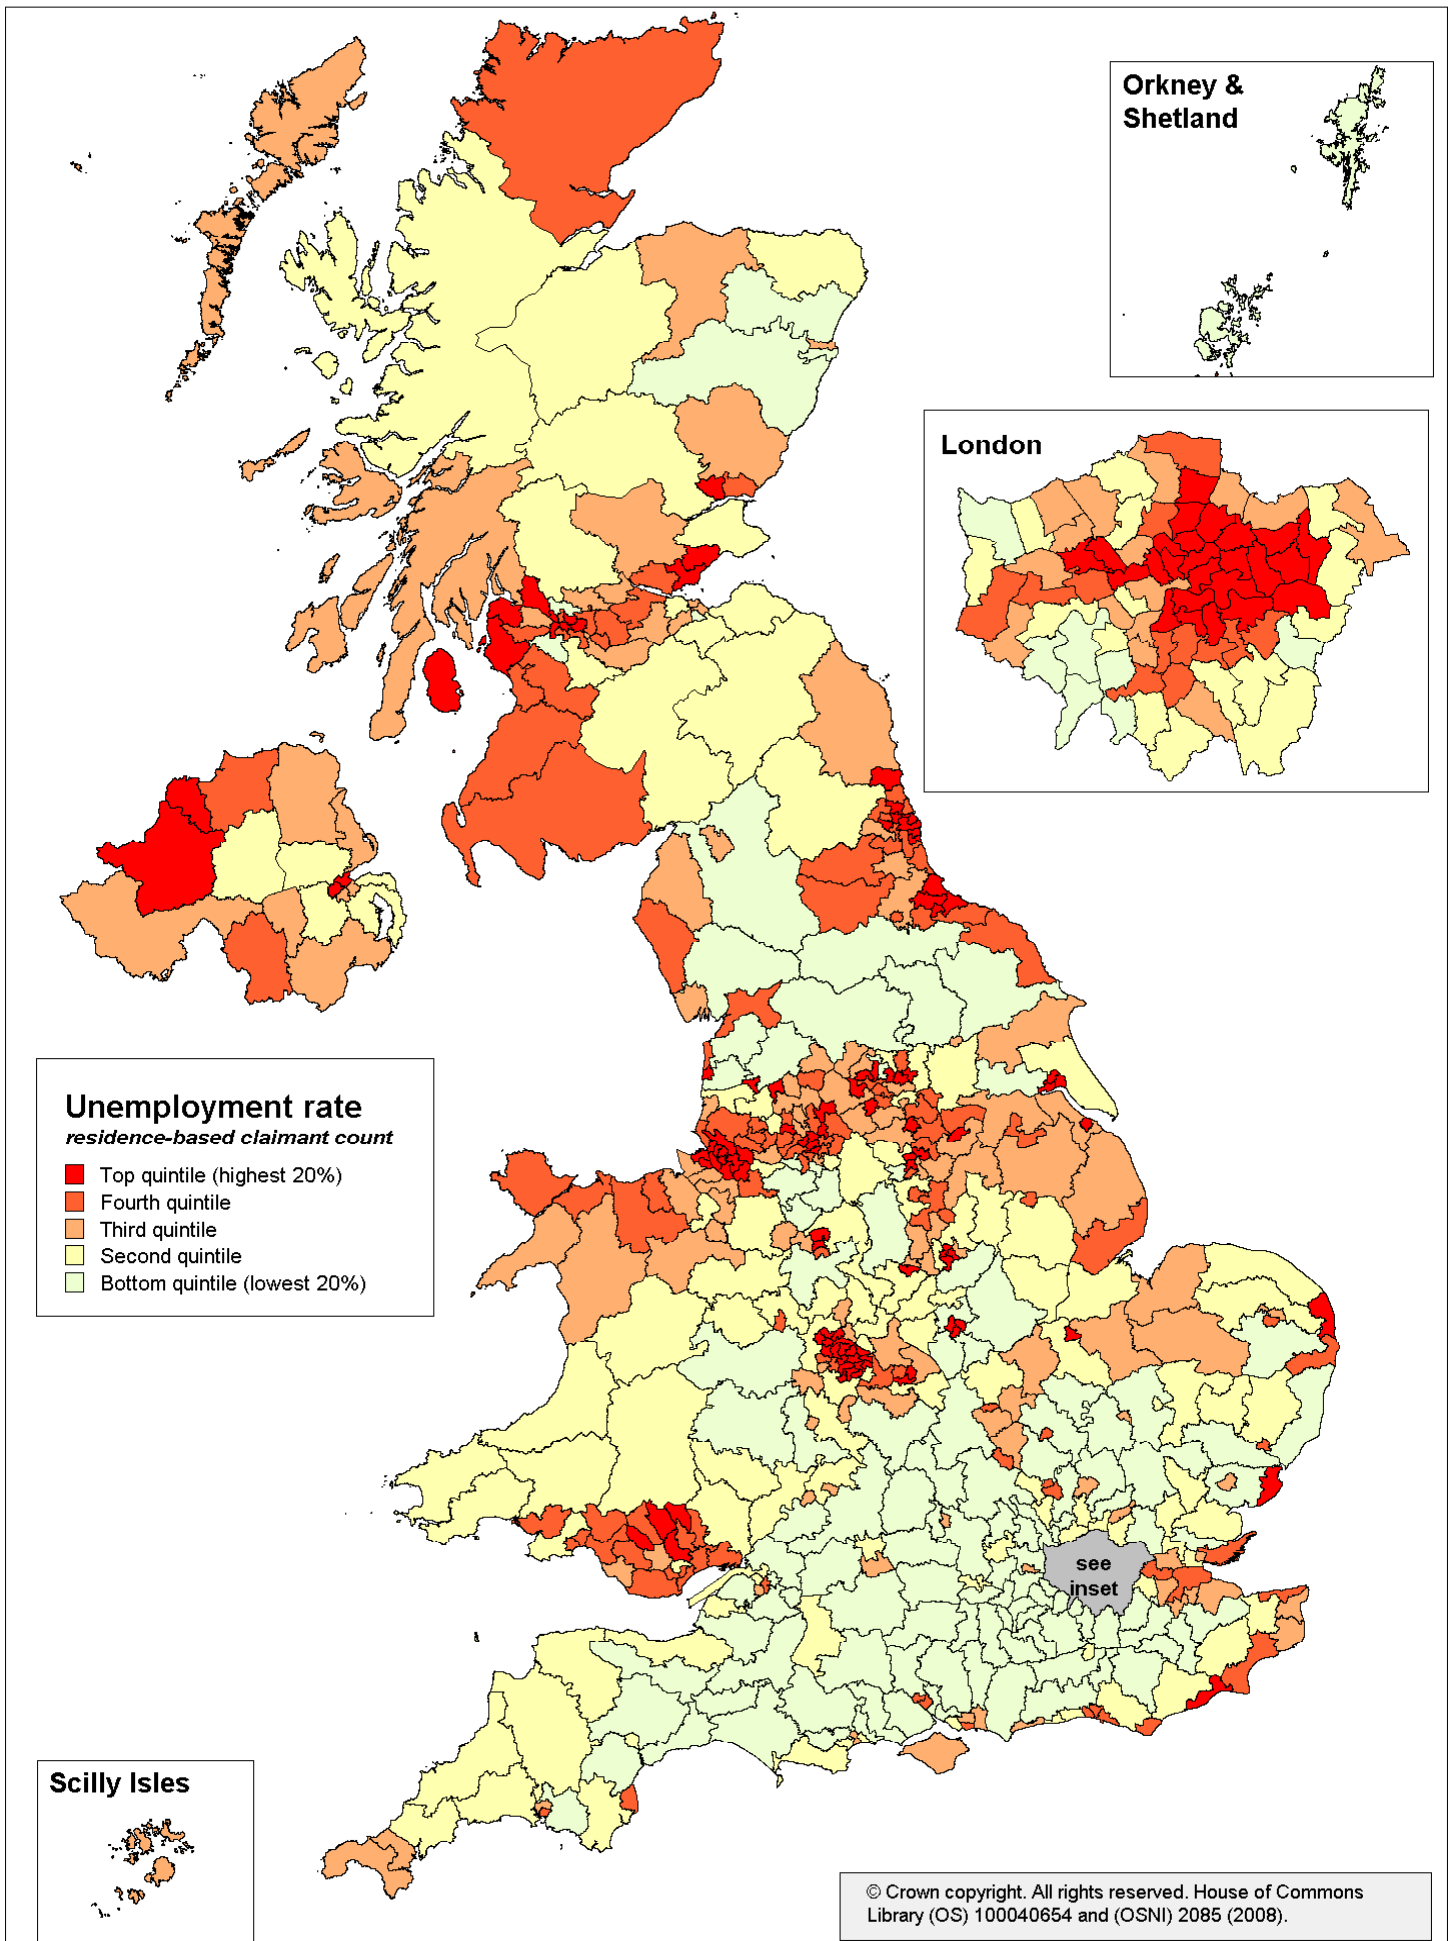 Orkney &
Shetland
London
Unemployment rate
residence-based claimant count
Top quintile (highest 20%)
Fourth quintile
Third quintile
Second quintile
Bottom quintile (lowest 20%)
see
inset
Scilly Isles
© Crown copyright. All rights reserved. House of Commons
Library (OS) 100040654 and (OSNI) 2085 (2008).